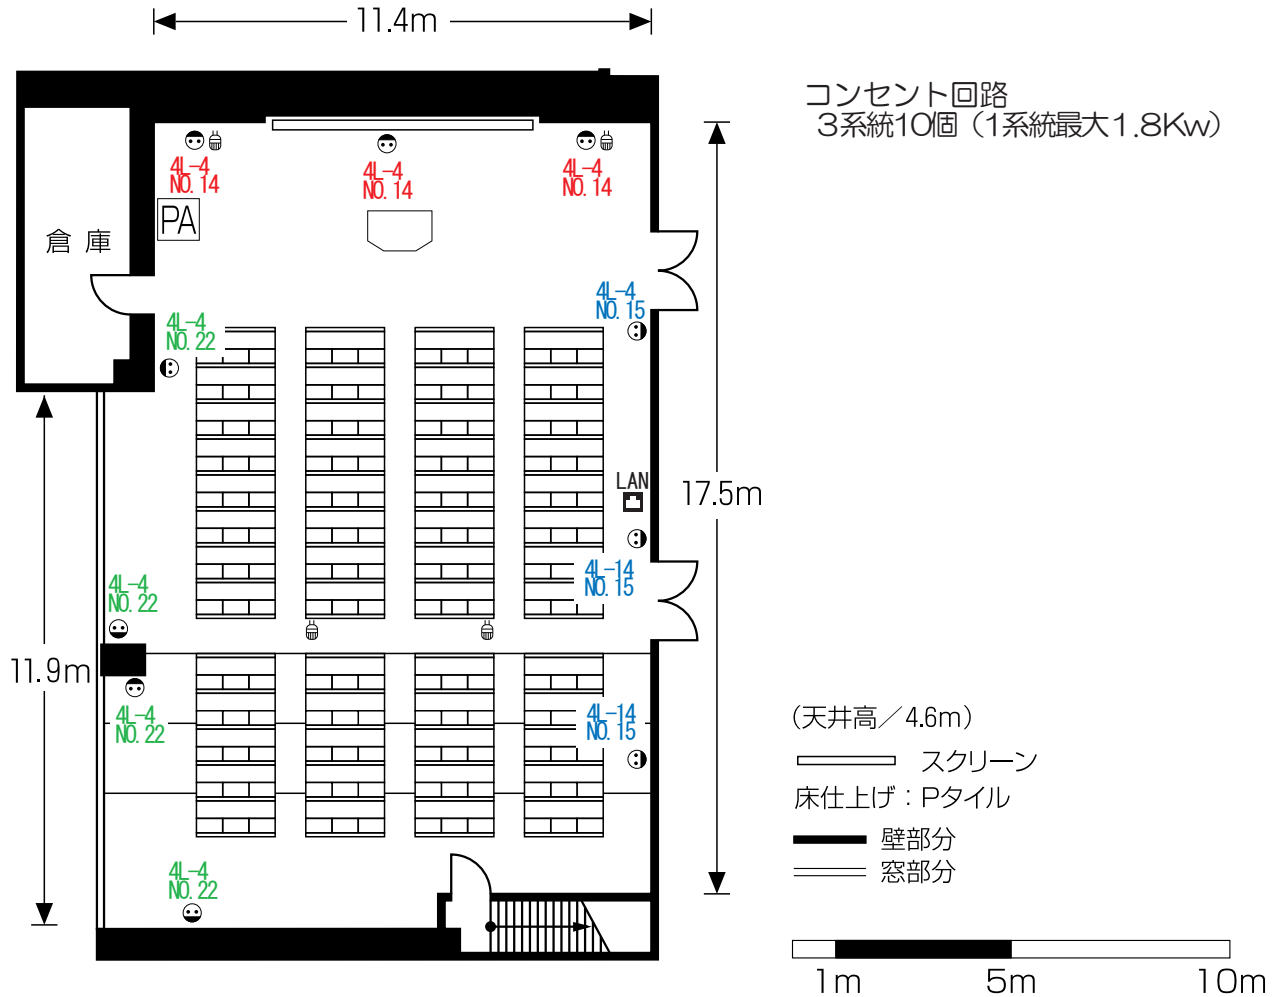 11.4m
コンセント回路
3系統10個（1系統最大1.8Kw）
4L-4
NO. 14
4L-4
NO. 14
4L-4
NO. 14
PA
倉 庫
4L-4
NO. 15
4L-4
NO. 22
LAN
17.5m
4L-14
NO. 15
4L-4
NO. 22
11.9m
4L-4
NO. 22
4L-14
NO. 15
（天井高／4.6m）
スクリーン
床仕上げ：Pタイル
壁部分
窓部分
4L-4
NO. 22
1m 5m 10m